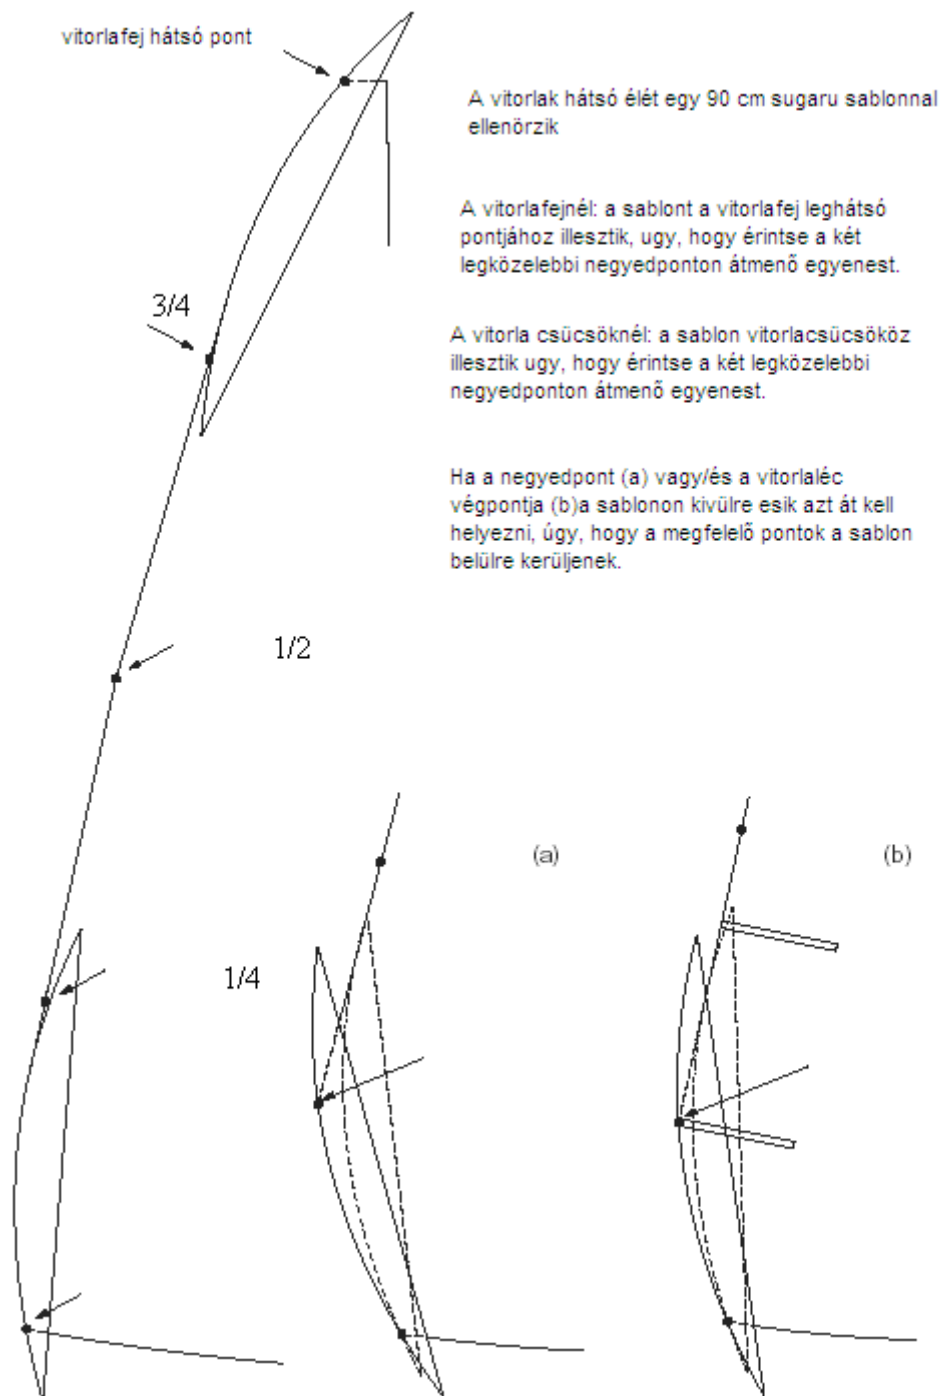 vitorlafej hátsó pont
A vitorlak hátsó élét egy 90 cm sugaru sablonnal
ellenörzik
A vitorlafejnél: a sablont a vitorlafej leghátsó
pontjához illesztik, ugy, hogy érintse a két
legközelebbi negyedponton átmenő egyenest.
3/4
A vitorla csücsöknél: a sablon vitorlacsücsököz
illesztik ugy, hogy érintse a két legközelebbi
negyedponton átmenő egyenest.
Ha a negyedpont (a) vagy/és a vitorlaléc
végpontja (b)a sablonon kivülre esik azt át kell
helyezni, úgy, hogy a megfelelő pontok a sablon
belülre kerüljenek.
1/2
(a)
(b)
1/4